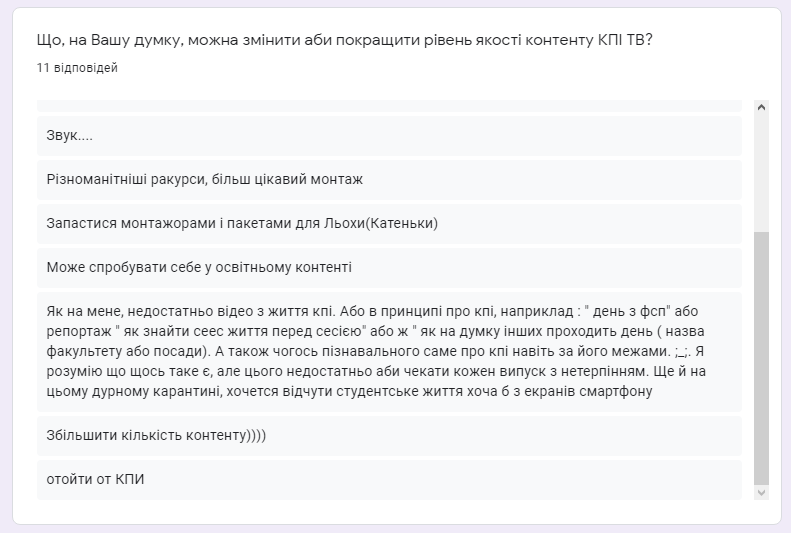 Що, на Вашу думку, можна змінити аби покращити рівень якості контенту КПІ ТВ?
11 відповідей
Звук....
Різноманітніші ракурси, більш цікавий монтаж
Запастися монтажорами і пакетами для Льохи(Катеньки)
Може спробувати себе у освітньому контенті
Як на мене, недостатньо відео з життя кпі. Або в принципі про кпі, наприклад : " день з фсп" або
репортаж " як знайти сеес життя перед сесією" або ж " як на думку інших проходить день ( назва
факультету або посади). А також чогось пізнавального саме про кпі навіть за його межами. ;_;. Я
розумію що щось таке є, але цього недостатньо аби чекати кожен випуск з нетерпінням. Ще й на
цьому дурному карантині, хочется відчути студентське життя хоча б з екранів смартфону
Збільшити кількість контенту))))
отойти от КПИ